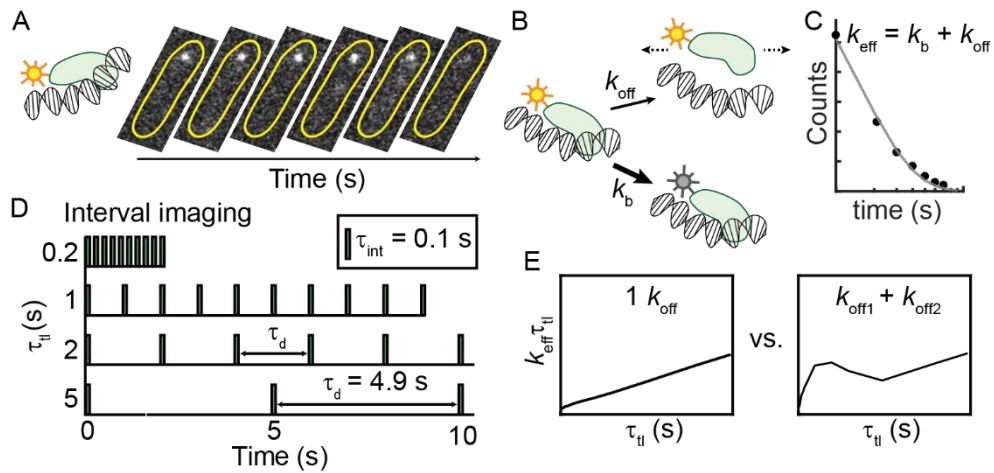 A
Time (s)
B
k_off
k_b
C
k_eff = k_b + k_off
Counts
time (s)
D
Interval imaging
τ_int = 0.1 s
τ_tl (s)
0.2
1
2
5
τ_d
τ_d = 4.9 s
0
5
10
Time (s)
E
k_eff τ_tl
1 k_off
τ_tl (s)
vs.
k_off1 + k_off2
τ_tl (s)